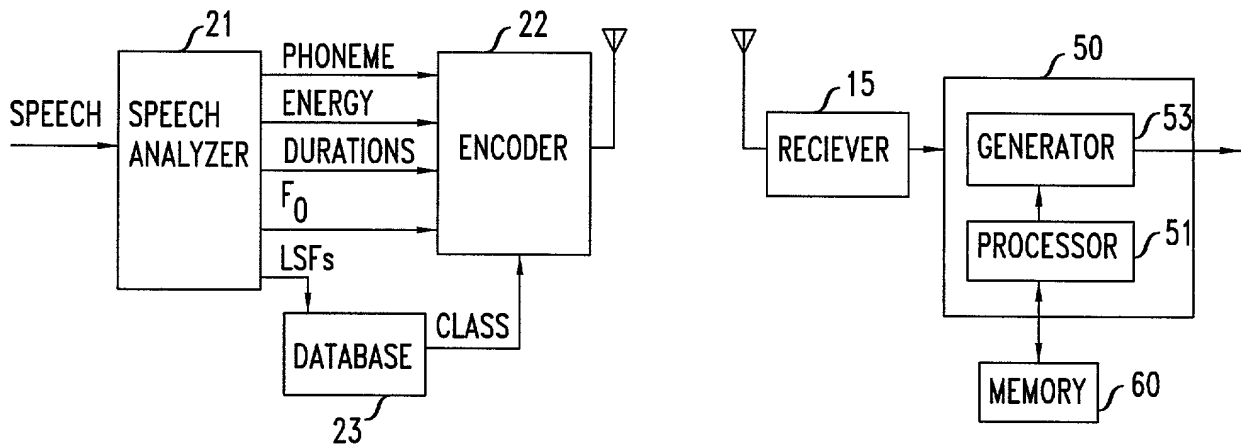 21
SPEECH
SPEECH
ANALYZER
PHONEME
ENERGY
DURATIONS
F0
LSFs
22
ENCODER
DATABASE
23
CLASS
15
RECIEVER
50
GENERATOR
53
PROCESSOR
51
MEMORY
60